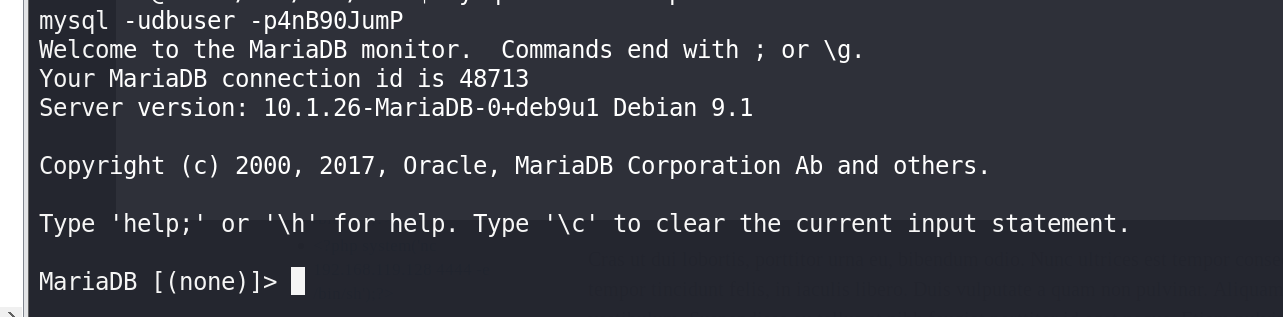 mysql -udbuser -p4nB90JumP
Welcome to the MariaDB monitor.  Commands end with ; or \g.
Your MariaDB connection id is 48713
Server version: 10.1.26-MariaDB-0+deb9u1 Debian 9.1

Copyright (c) 2000, 2017, Oracle, MariaDB Corporation Ab and others.

Type 'help;' or '\h' for help. Type '\c' to clear the current input statement.

MariaDB [(none)]>